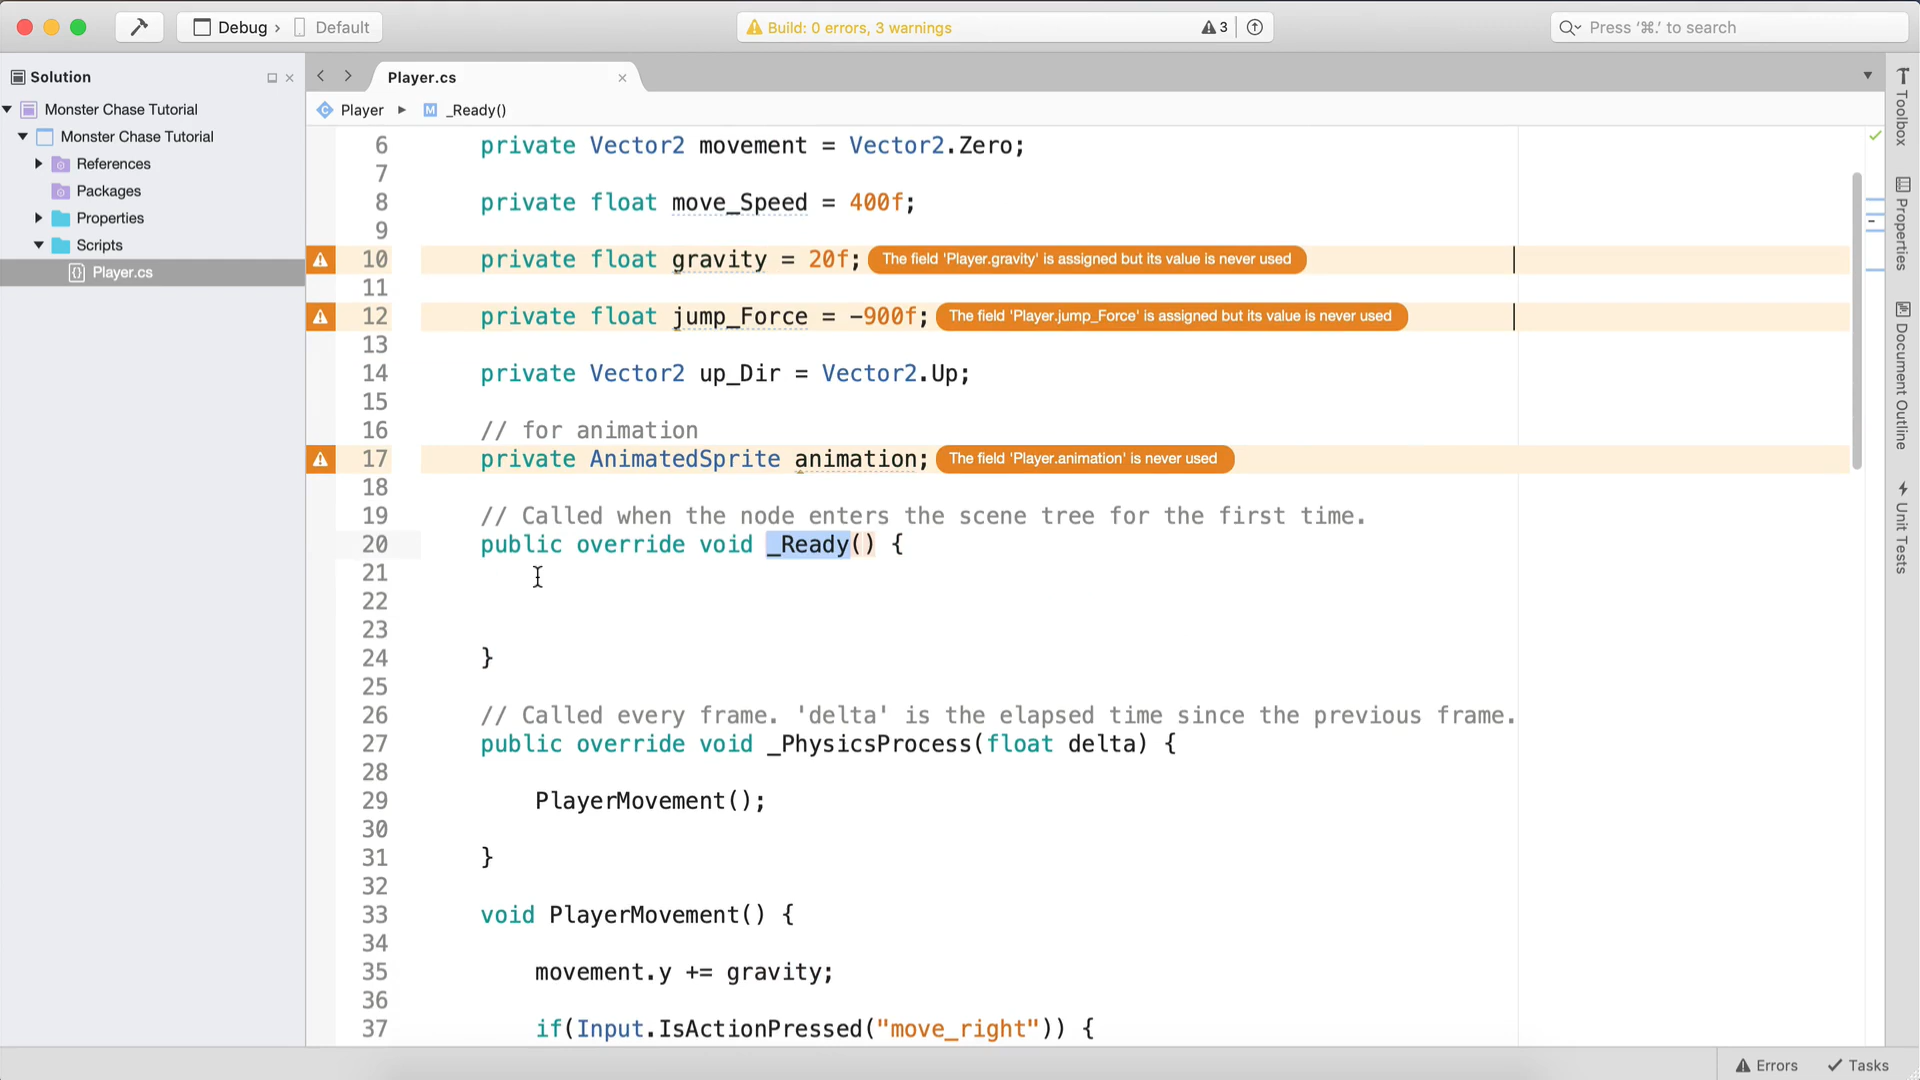 Debug › Default
Build: 0 errors, 3 warnings
3
Press '⌘.' to search
Solution
Monster Chase Tutorial
Monster Chase Tutorial
References
Packages
Properties
Scripts
Player.cs
Player.cs
Player ▸ M _Ready()
6 private Vector2 movement = Vector2.Zero;
7
8 private float move_Speed = 400f;
9
10 private float gravity = 20f; The field 'Player.gravity' is assigned but its value is never used
11
12 private float jump_Force = -900f; The field 'Player.jump_Force' is assigned but its value is never used
13
14 private Vector2 up_Dir = Vector2.Up;
15
16 // for animation
17 private AnimatedSprite animation; The field 'Player.animation' is never used
18
19 // Called when the node enters the scene tree for the first time.
20 public override void _Ready() {
21
22
23
24 }
25
26 // Called every frame. 'delta' is the elapsed time since the previous frame.
27 public override void _PhysicsProcess(float delta) {
28
29 PlayerMovement();
30
31 }
32
33 void PlayerMovement() {
34
35 movement.y += gravity;
36
37 if(Input.IsActionPressed("move_right")) {
Toolbox
Properties
Document Outline
Unit Tests
Errors
Tasks